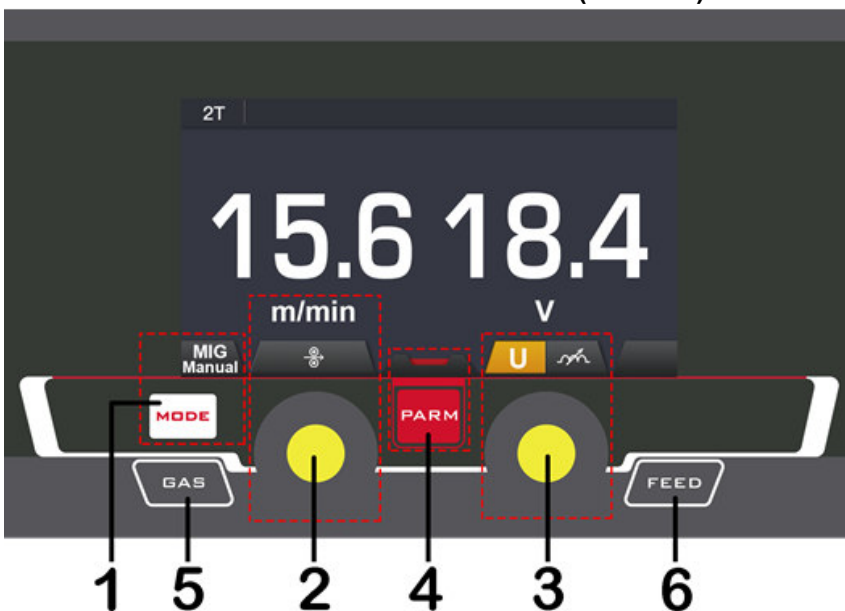 2T
15.6 18.4
m/min V
MIG
Manual
U
MODE
PARM
GAS
FEED
1 5 2 4 3 6